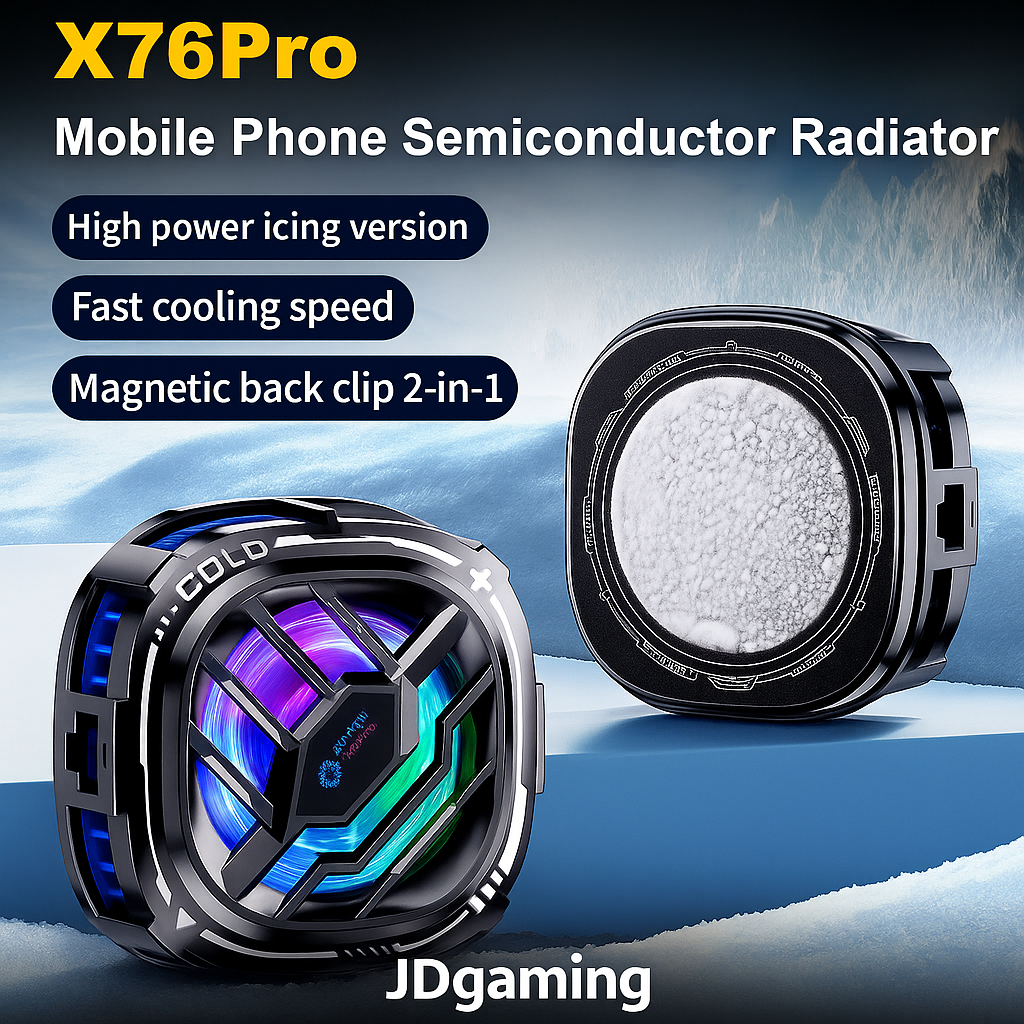 X76Pro
Mobile Phone Semiconductor Radiator
High power icing version
Fast cooling speed
Magnetic back clip 2-in-1
COLD
JDgaming